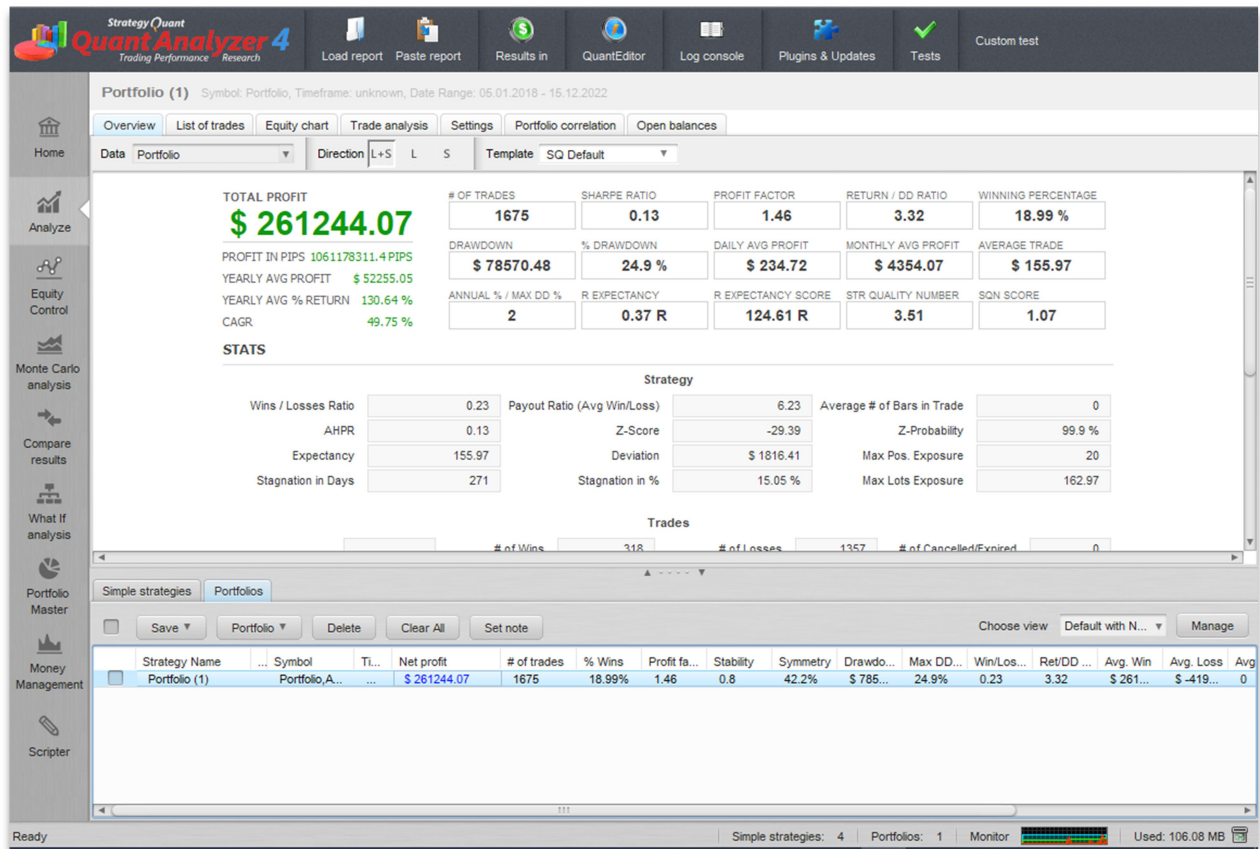 StrategyQuant
QuantAnalyzer 4
Trading Performance Research
Load report Paste report Results in QuantEditor Log console Plugins & Updates Tests Custom test
Portfolio (1) Symbol: Portfolio, Timeframe: unknown, Date Range: 05.01.2018 - 15.12.2022
Overview List of trades Equity chart Trade analysis Settings Portfolio correlation Open balances
Data Portfolio Direction L+S L S Template SQ Default
Home
Analyze
Equity
Control
Monte Carlo
analysis
Compare
results
What If
analysis
Portfolio
Master
Money
Management
Scripter
TOTAL PROFIT
$ 261244.07
PROFIT IN PIPS 1061178311.4 PIPS
YEARLY AVG PROFIT $ 52255.05
YEARLY AVG % RETURN 130.64 %
CAGR 49.75 %
# OF TRADES SHARPE RATIO PROFIT FACTOR RETURN / DD RATIO WINNING PERCENTAGE
1675 0.13 1.46 3.32 18.99 %
DRAWDOWN % DRAWDOWN DAILY AVG PROFIT MONTHLY AVG PROFIT AVERAGE TRADE
$ 78570.48 24.9 % $ 234.72 $ 4354.07 $ 155.97
ANNUAL % / MAX DD % R EXPECTANCY R EXPECTANCY SCORE STR QUALITY NUMBER SQN SCORE
2 0.37 R 124.61 R 3.51 1.07
STATS
Strategy
Wins / Losses Ratio 0.23 Payout Ratio (Avg Win/Loss) 6.23 Average # of Bars in Trade 0
AHPR 0.13 Z-Score -29.39 Z-Probability 99.9 %
Expectancy 155.97 Deviation $ 1816.41 Max Pos. Exposure 20
Stagnation in Days 271 Stagnation in % 15.05 % Max Lots Exposure 162.97
Trades
# of Wins 318 # of Losses 1357 # of Cancelled/Expired 0
Simple strategies Portfolios
Save Portfolio Delete Clear All Set note Choose view Default with N... Manage
Strategy Name ... Symbol Ti... Net profit # of trades % Wins Profit fa... Stability Symmetry Drawdo... Max DD... Win/Los... Ret/DD ... Avg. Win Avg. Loss Avg
Portfolio (1) Portfolio,A... ... $ 261244.07 1675 18.99% 1.46 0.8 42.2% $ 785... 24.9% 0.23 3.32 $ 261... $ -419... 0
Ready Simple strategies: 4 Portfolios: 1 Monitor Used: 106.08 MB